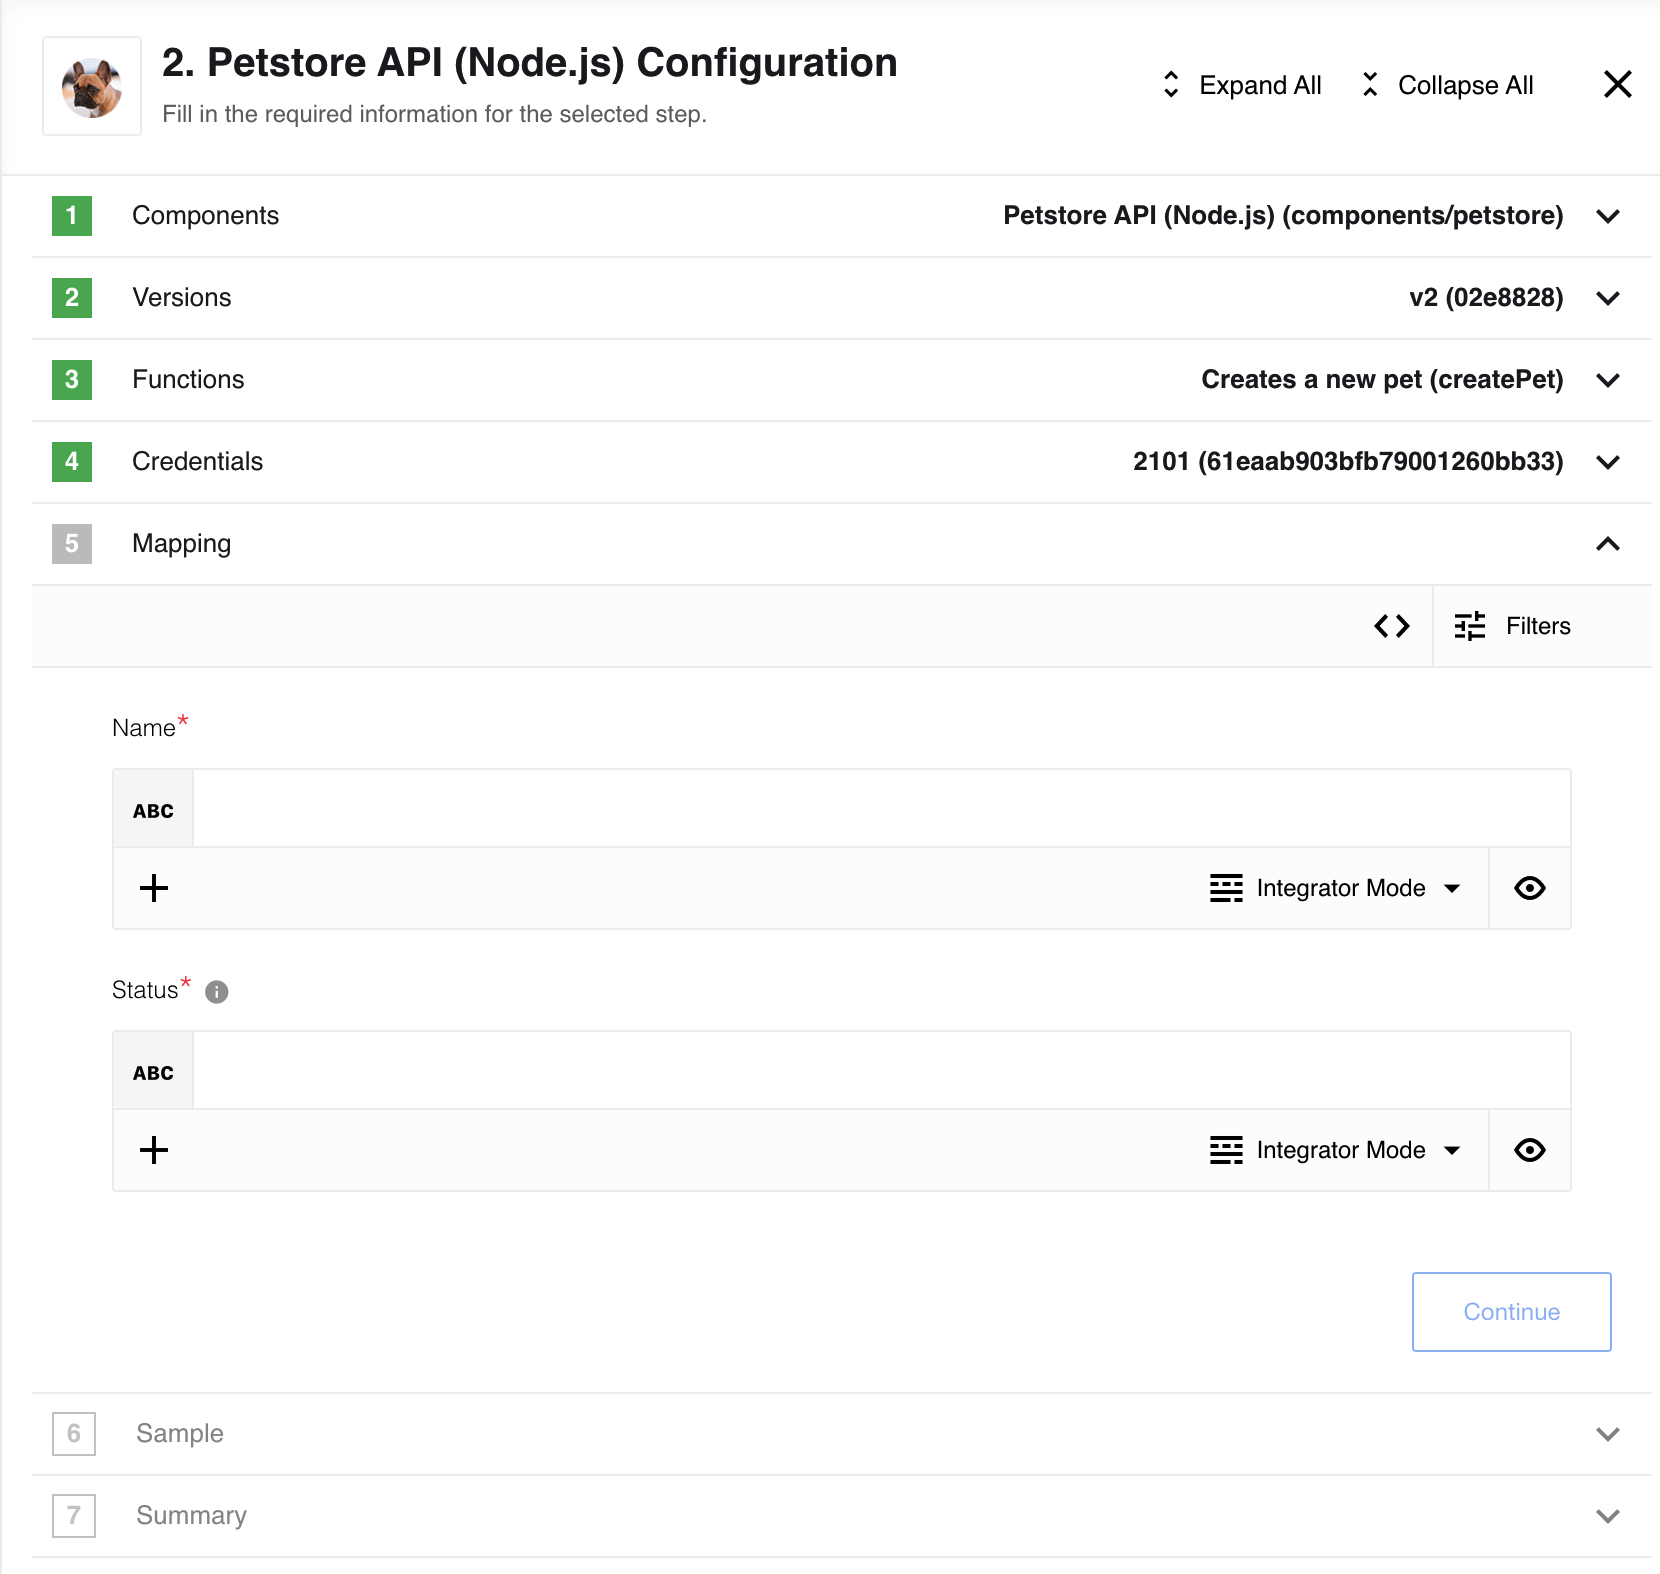 2. Petstore API (Node.js) Configuration
Fill in the required information for the selected step.
Expand All
Collapse All
1 Components Petstore API (Node.js) (components/petstore)
2 Versions v2 (02e8828)
3 Functions Creates a new pet (createPet)
4 Credentials 2101 (61eaab903bfb79001260bb33)
5 Mapping
Filters
Name*
ABC
Integrator Mode
Status*
ABC
Integrator Mode
Continue
6 Sample
7 Summary